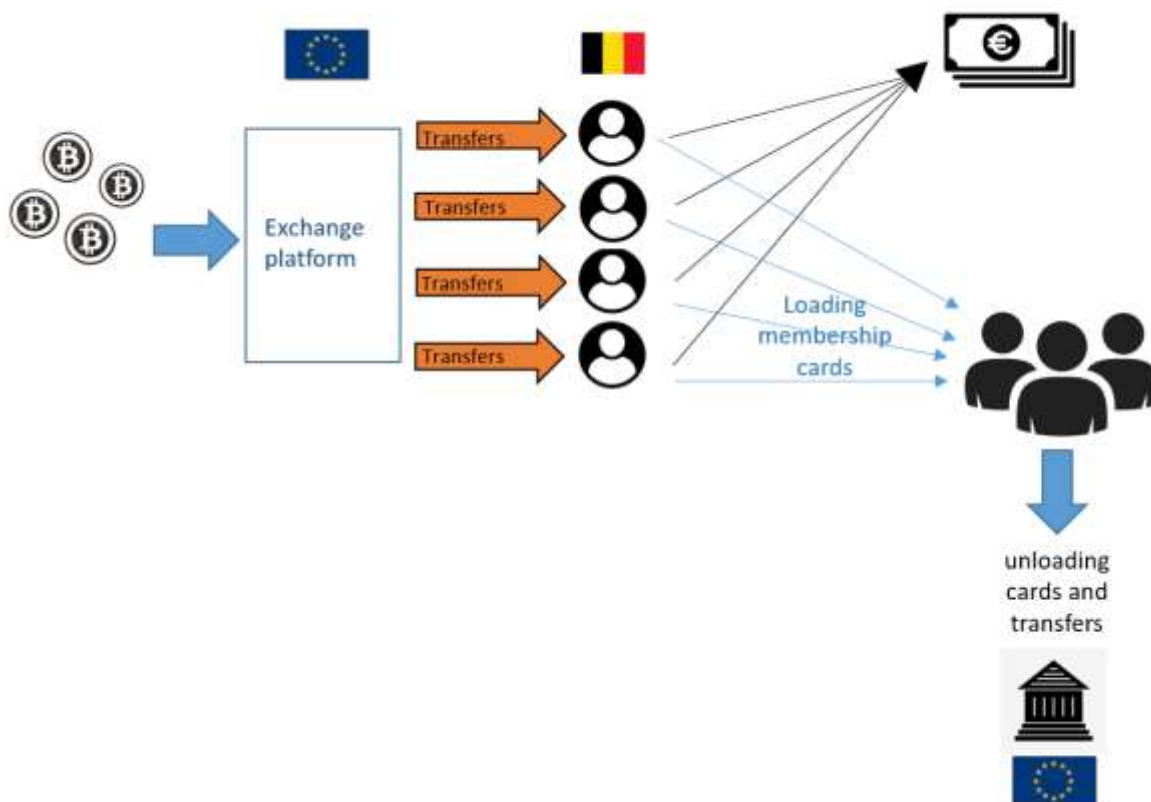 Transfers
Transfers
Exchange
platform
Transfers
Transfers
Loading
membership
cards
unloading
cards and
transfers